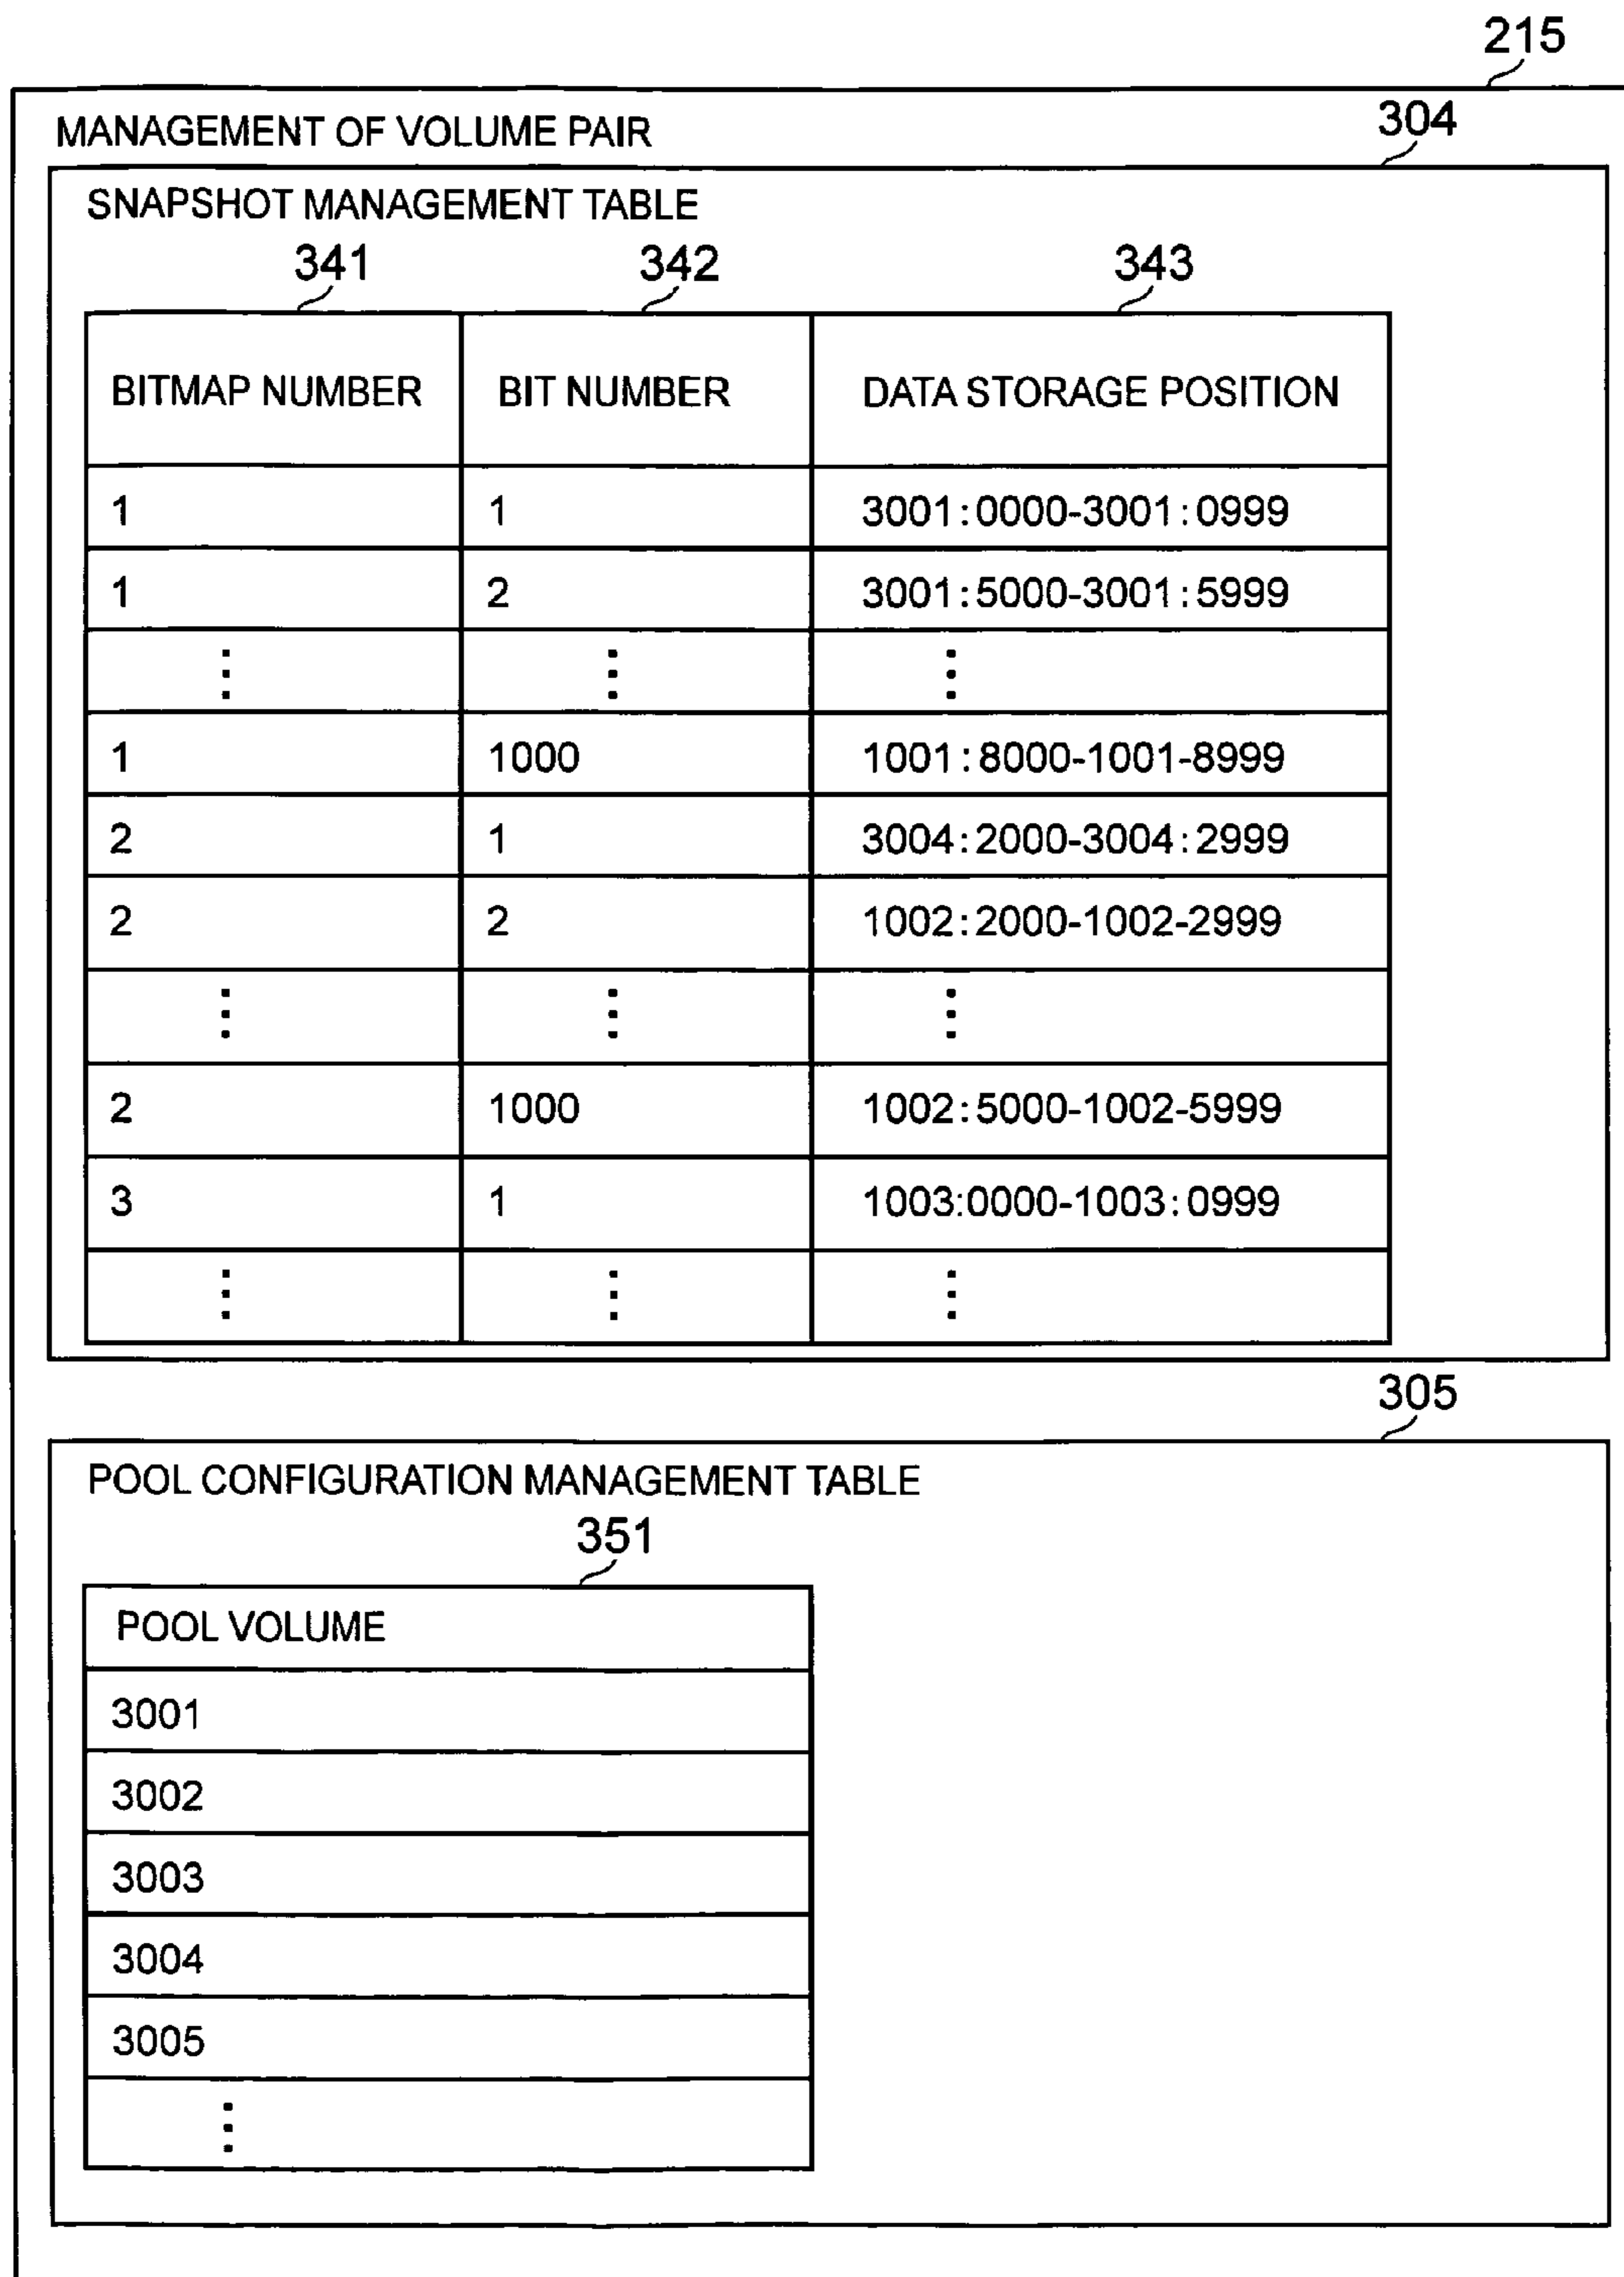 215
MANAGEMENT OF VOLUME PAIR
304
SNAPSHOT MANAGEMENT TABLE
341 342 343
BITMAP NUMBER BIT NUMBER DATA STORAGE POSITION
1 1 3001:0000-3001:0999
1 2 3001:5000-3001:5999
⋮ ⋮ ⋮
1 1000 1001:8000-1001-8999
2 1 3004:2000-3004:2999
2 2 1002:2000-1002-2999
⋮ ⋮ ⋮
2 1000 1002:5000-1002-5999
3 1 1003:0000-1003:0999
⋮ ⋮ ⋮
305
POOL CONFIGURATION MANAGEMENT TABLE
351
POOL VOLUME
3001
3002
3003
3004
3005
⋮